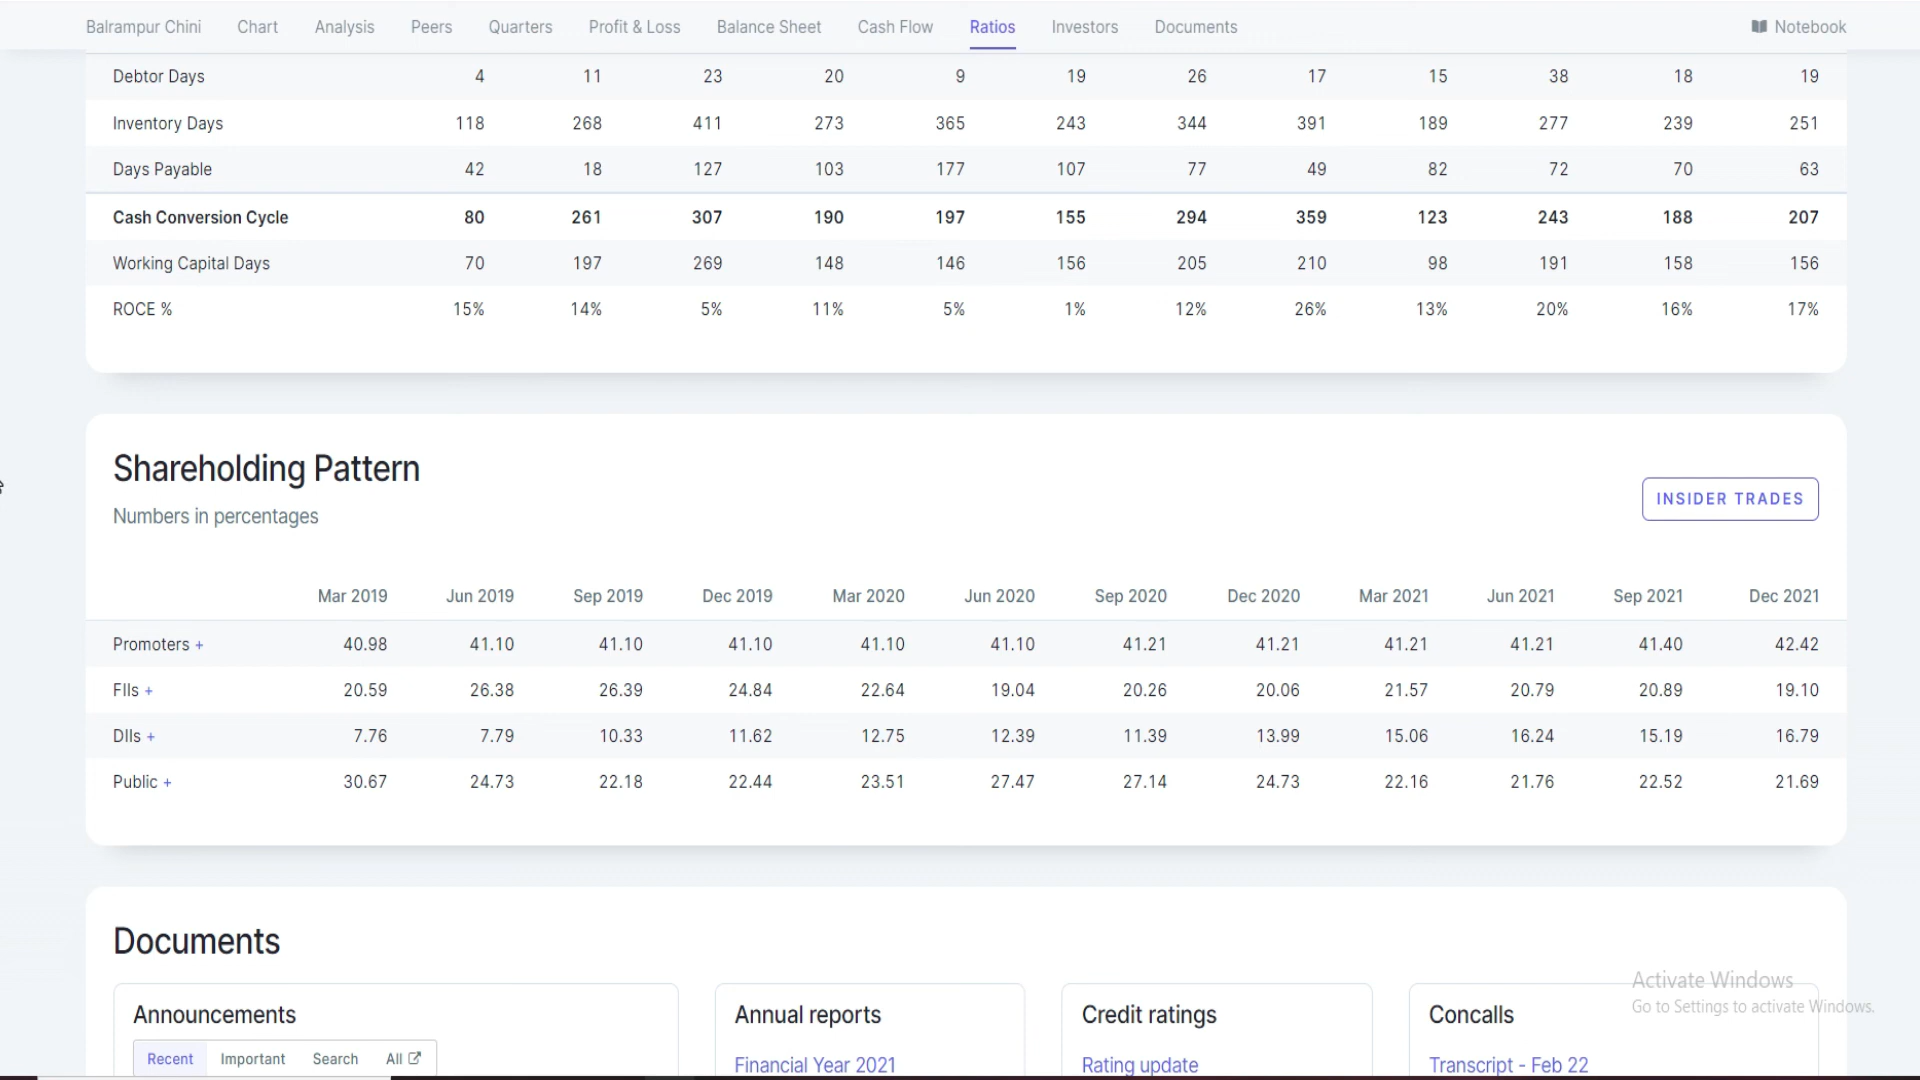 Balrampur Chini Chart Analysis Peers Quarters Profit & Loss Balance Sheet Cash Flow Ratios Investors Documents Notebook
Debtor Days 4 11 23 20 9 19 26 17 15 38 18 19
Inventory Days 118 268 411 273 365 243 344 391 189 277 239 251
Days Payable 42 18 127 103 177 107 77 49 82 72 70 63
Cash Conversion Cycle 80 261 307 190 197 155 294 359 123 243 188 207
Working Capital Days 70 197 269 148 146 156 205 210 98 191 158 156
ROCE % 15% 14% 5% 11% 5% 1% 12% 26% 13% 20% 16% 17%
Shareholding Pattern
Numbers in percentages
INSIDER TRADES
Mar 2019 Jun 2019 Sep 2019 Dec 2019 Mar 2020 Jun 2020 Sep 2020 Dec 2020 Mar 2021 Jun 2021 Sep 2021 Dec 2021
Promoters + 40.98 41.10 41.10 41.10 41.10 41.10 41.21 41.21 41.21 41.21 41.40 42.42
FIIs + 20.59 26.38 26.39 24.84 22.64 19.04 20.26 20.06 21.57 20.79 20.89 19.10
DIIs + 7.76 7.79 10.33 11.62 12.75 12.39 11.39 13.99 15.06 16.24 15.19 16.79
Public + 30.67 24.73 22.18 22.44 23.51 27.47 27.14 24.73 22.16 21.76 22.52 21.69
Documents
Announcements
Recent Important Search All
Annual reports
Financial Year 2021
Credit ratings
Rating update
Concalls
Transcript - Feb 22
Activate Windows
Go to Settings to activate Windows.